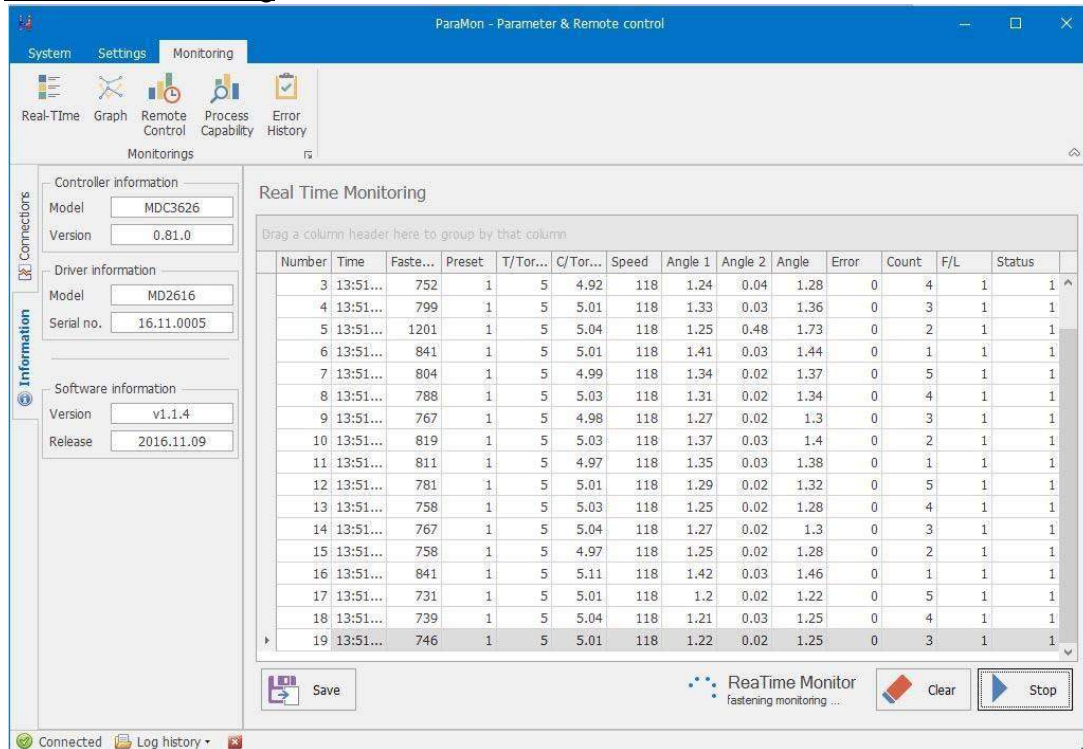 ParaMon - Parameter & Remote control
System Settings Monitoring
Real-TIme Graph Remote Control Process Capability Error History
Monitorings
Connections
Information
Controller information
Model MDC3626
Version 0.81.0
Driver information
Model MD2616
Serial no. 16.11.0005
Software information
Version v1.1.4
Release 2016.11.09
Real Time Monitoring
Drag a column header here to group by that column
Number Time Faste... Preset T/Tor... C/Tor... Speed Angle 1 Angle 2 Angle Error Count F/L Status
3 13:51... 752 1 5 4.92 118 1.24 0.04 1.28 0 4 1 1
4 13:51... 799 1 5 5.01 118 1.33 0.03 1.36 0 3 1 1
5 13:51... 1201 1 5 5.04 118 1.25 0.48 1.73 0 2 1 1
6 13:51... 841 1 5 5.01 118 1.41 0.03 1.44 0 1 1 1
7 13:51... 804 1 5 4.99 118 1.34 0.02 1.37 0 5 1 1
8 13:51... 788 1 5 5.03 118 1.31 0.02 1.34 0 4 1 1
9 13:51... 767 1 5 4.98 118 1.27 0.02 1.3 0 3 1 1
10 13:51... 819 1 5 5.03 118 1.37 0.03 1.4 0 2 1 1
11 13:51... 811 1 5 4.97 118 1.35 0.03 1.38 0 1 1 1
12 13:51... 781 1 5 5.01 118 1.29 0.02 1.32 0 5 1 1
13 13:51... 758 1 5 5.03 118 1.25 0.02 1.28 0 4 1 1
14 13:51... 767 1 5 5.04 118 1.27 0.02 1.3 0 3 1 1
15 13:51... 758 1 5 4.97 118 1.25 0.02 1.28 0 2 1 1
16 13:51... 841 1 5 5.11 118 1.42 0.03 1.46 0 1 1 1
17 13:51... 731 1 5 5.01 118 1.2 0.02 1.22 0 5 1 1
18 13:51... 739 1 5 5.04 118 1.21 0.03 1.25 0 4 1 1
19 13:51... 746 1 5 5.01 118 1.22 0.02 1.25 0 3 1 1
Save
ReaTime Monitor
fastening monitoring ...
Clear
Stop
Connected Log history